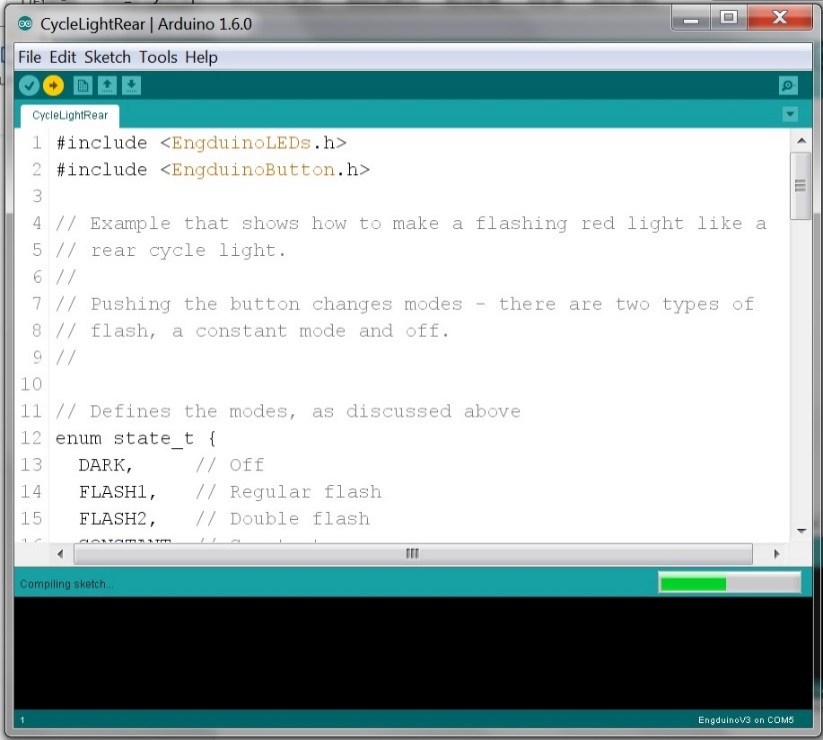 CycleLightRear | Arduino 1.6.0
File Edit Sketch Tools Help
CycleLightRear
1 #include <EngduinoLEDs.h>
2 #include <EngduinoButton.h>
3
4 // Example that shows how to make a flashing red light like a
5 // rear cycle light.
6 //
7 // Pushing the button changes modes - there are two types of
8 // flash, a constant mode and off.
9 //
10
11 // Defines the modes, as discussed above
12 enum state_t {
13 DARK, // Off
14 FLASH1, // Regular flash
15 FLASH2, // Double flash
Compiling sketch...
1
EngduinoV3 on COM5